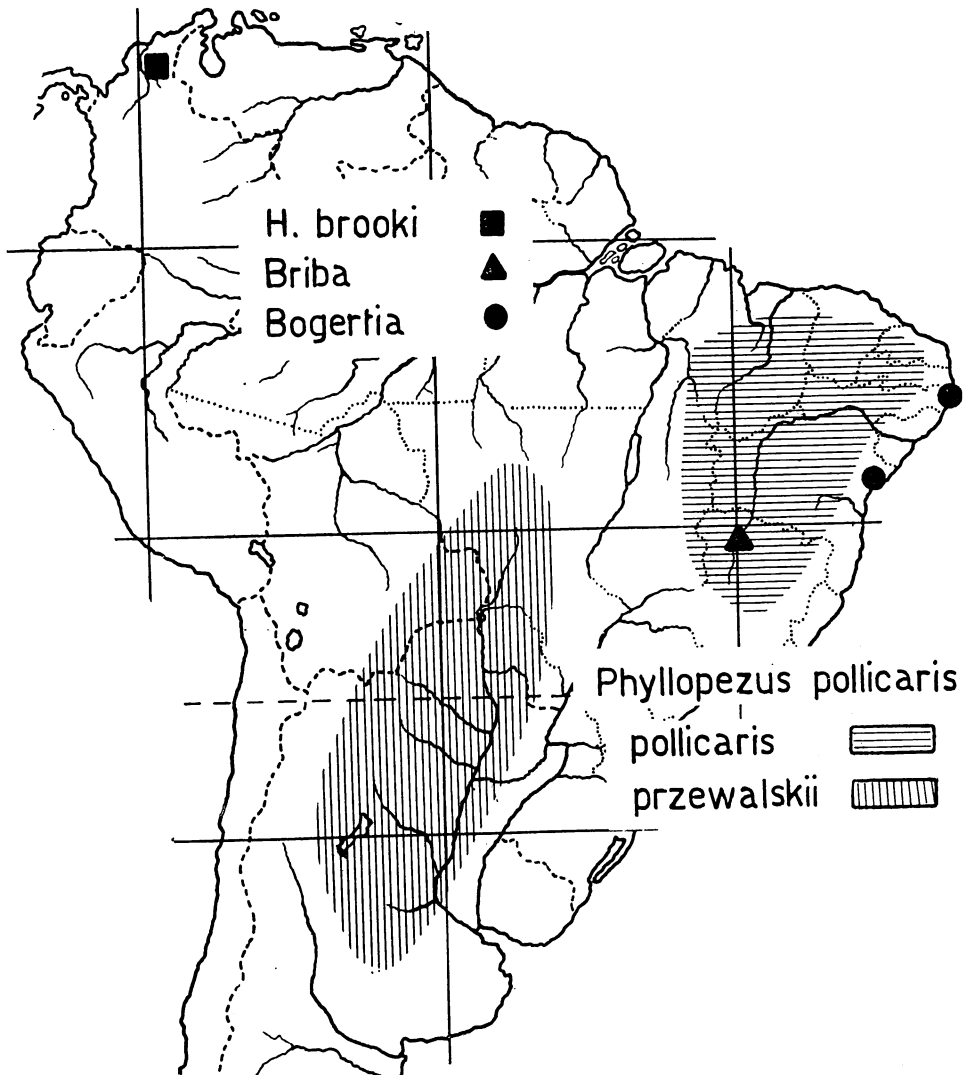 H. brooki
Briba
Bogertia
Phyllopezus pollicaris
pollicaris
przewalskii